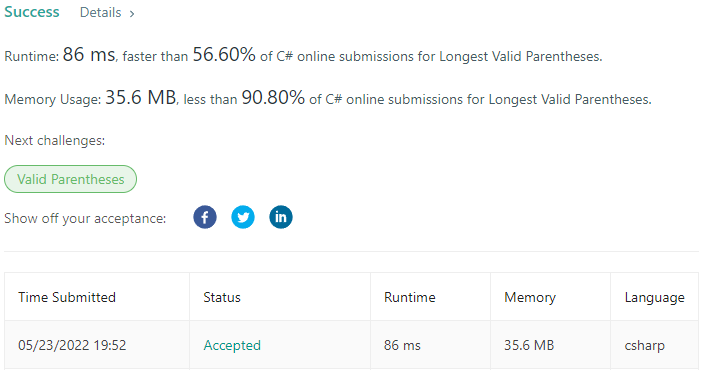 Success Details ›
Runtime: 86 ms, faster than 56.60% of C# online submissions for Longest Valid Parentheses.
Memory Usage: 35.6 MB, less than 90.80% of C# online submissions for Longest Valid Parentheses.
Next challenges:
Valid Parentheses
Show off your acceptance:
Time Submitted Status Runtime Memory Language
05/23/2022 19:52 Accepted 86 ms 35.6 MB csharp